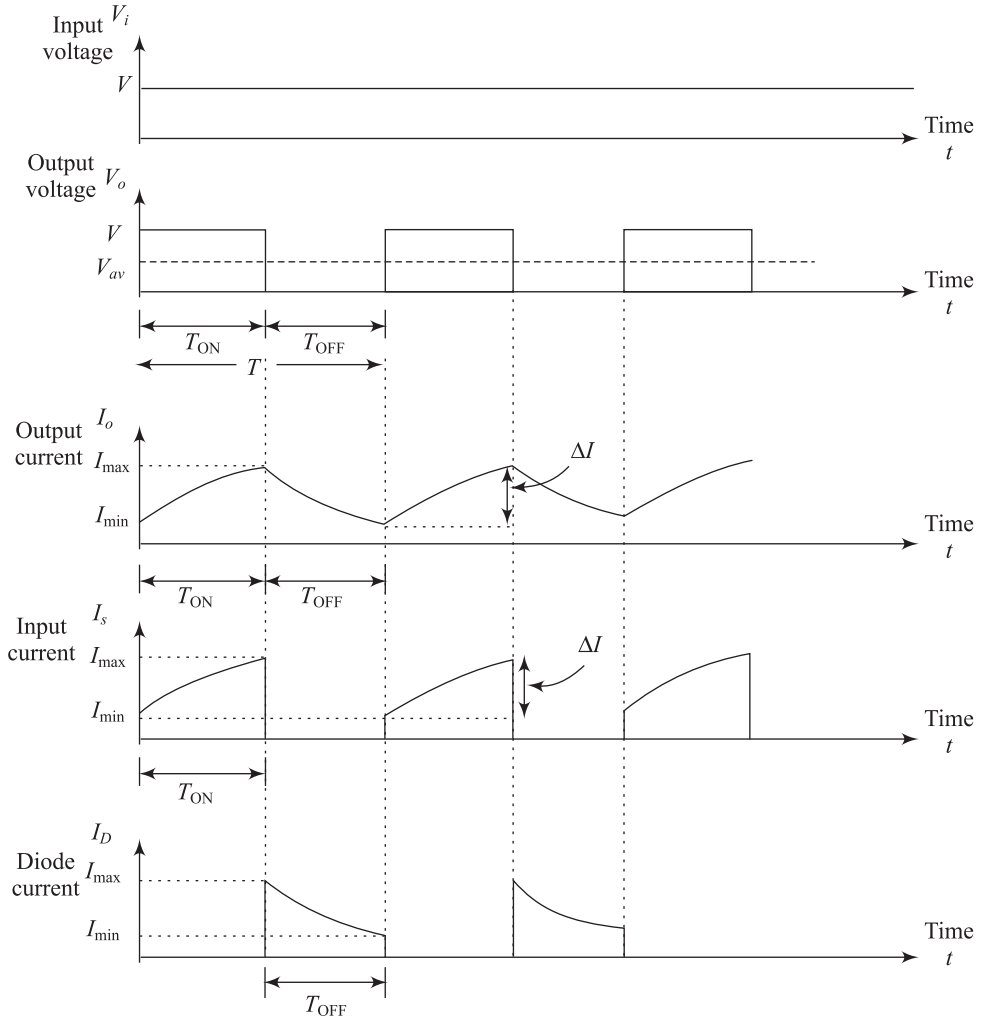 Input V_i
voltage
V
Time
t
Output
voltage V_o
V
V_av
Time
t
T_ON T_OFF
T
I_o
Output
current
I_max
ΔI
I_min
Time
t
T_ON T_OFF
I_s
Input
current
I_max
ΔI
I_min
Time
t
T_ON
I_D
Diode
current
I_max
I_min
Time
t
T_OFF